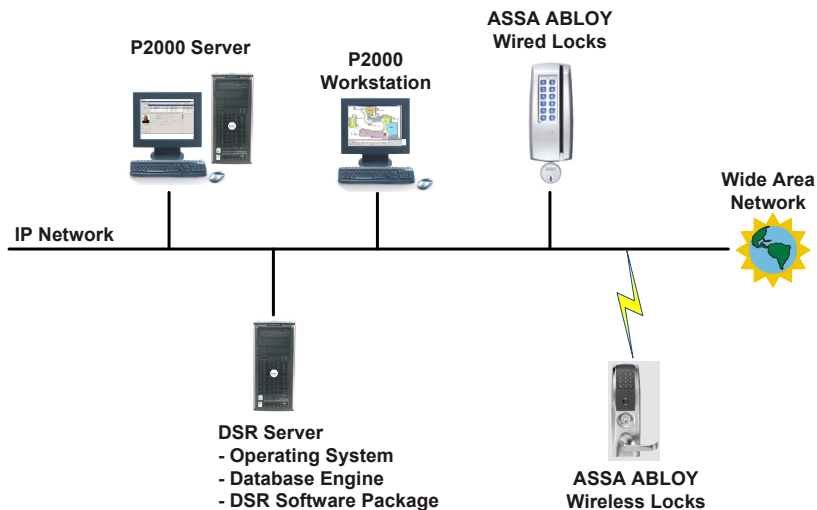 P2000 Server
P2000
Workstation
ASSA ABLOY
Wired Locks
Wide Area
Network
IP Network
DSR Server
- Operating System
- Database Engine
- DSR Software Package
ASSA ABLOY
Wireless Locks